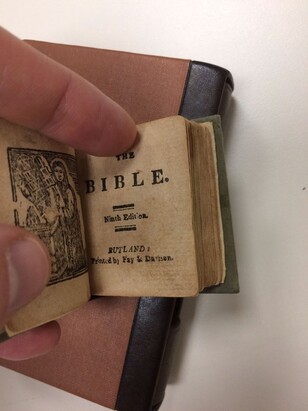 THE
BIBLE.
Ninth Edition.
RUTLAND:
Printed by Fay & Davison.